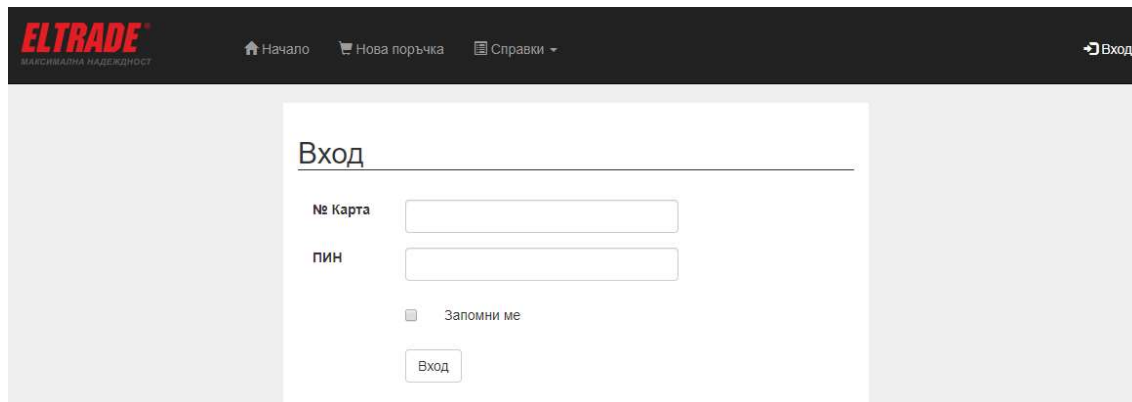 ELTRADE®
МАКСИМАЛНА НАДЕЖДНОСТ
Начало Нова поръчка Справки Вход
Вход
№ Карта
ПИН
Запомни ме
Вход